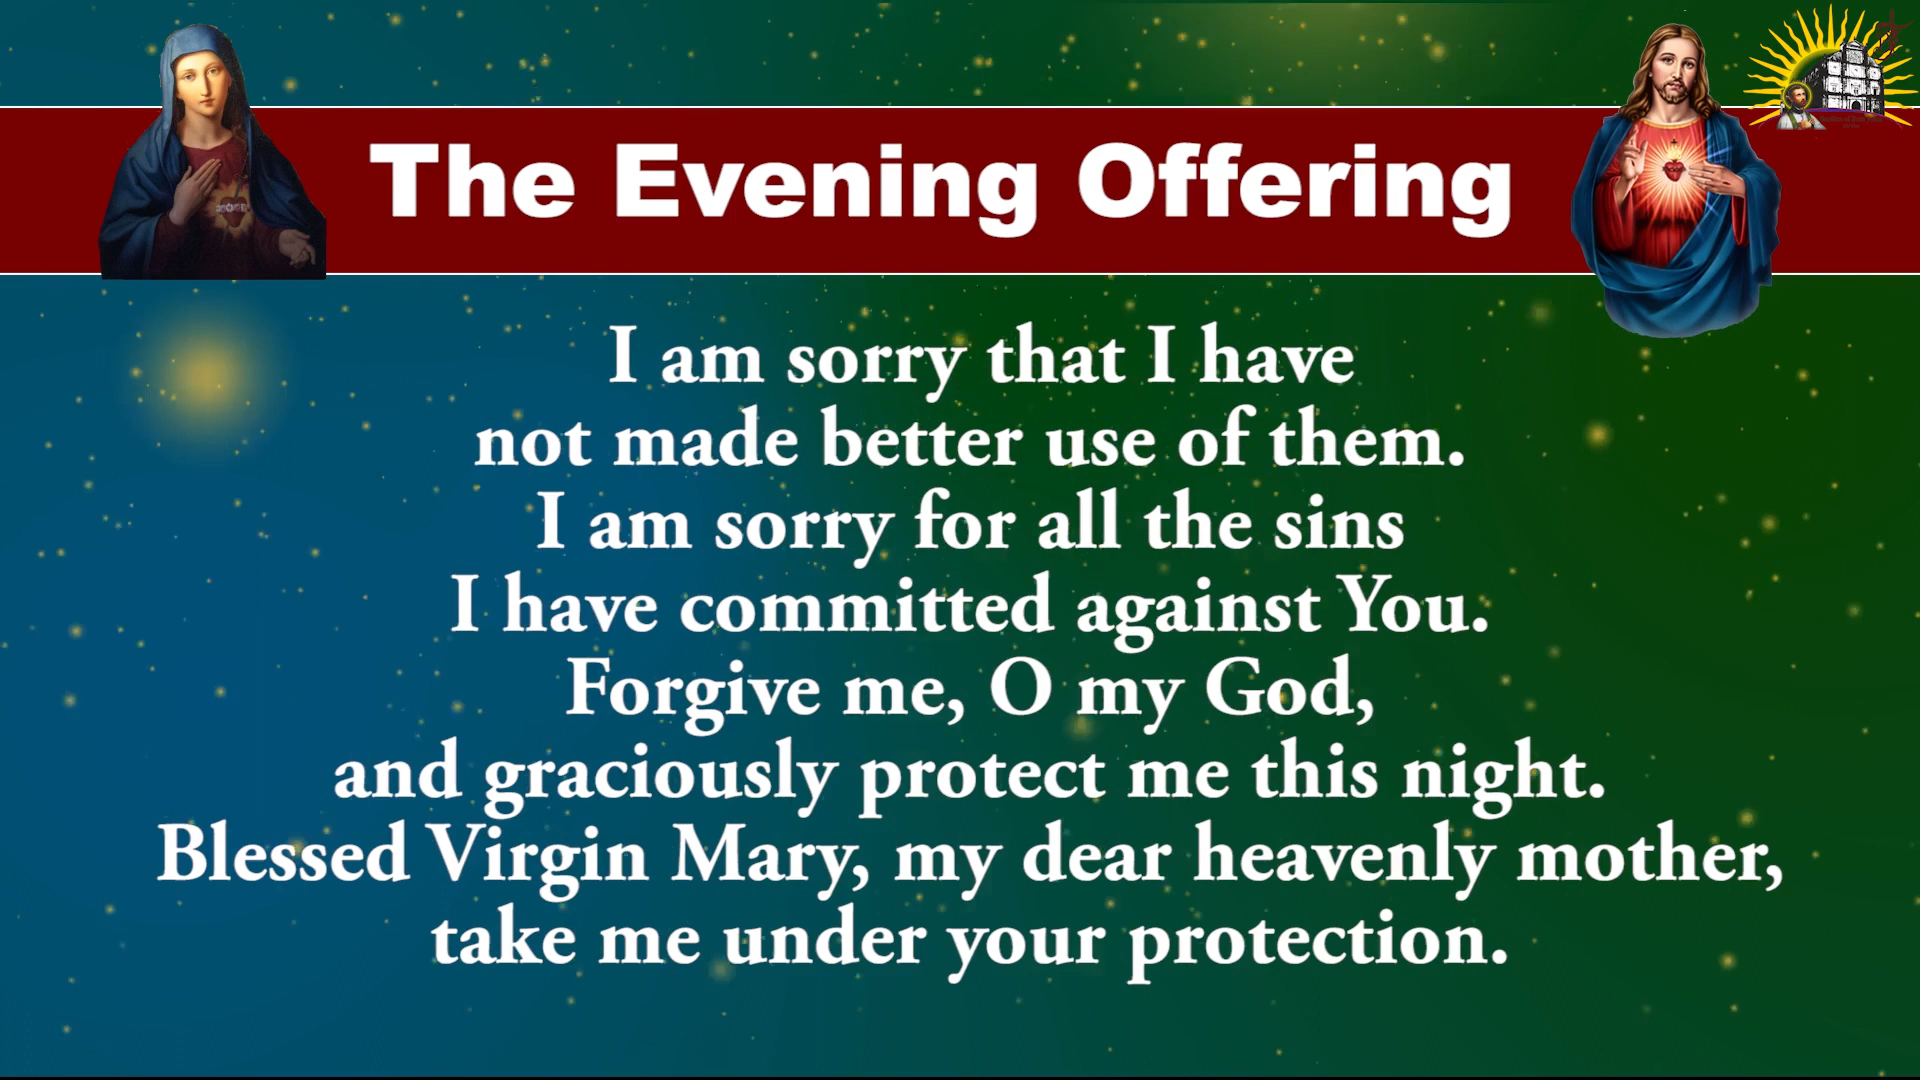 The Evening Offering
I am sorry that I have
not made better use of them.
I am sorry for all the sins
I have committed against You.
Forgive me, O my God,
and graciously protect me this night.
Blessed Virgin Mary, my dear heavenly mother,
take me under your protection.